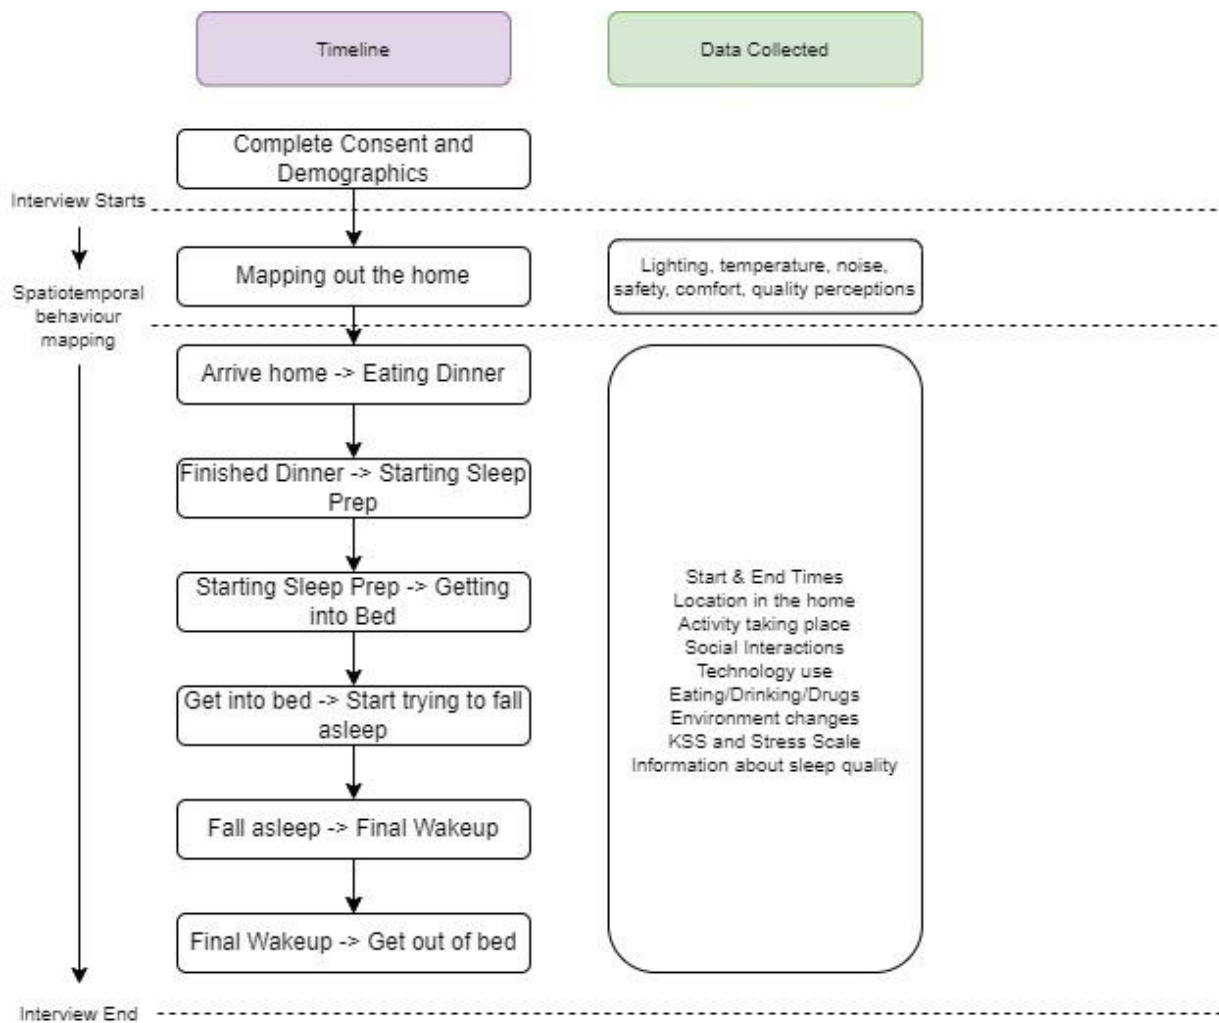 Timeline
Data Collected
Complete Consent and
Demographics
Interview Starts
Mapping out the home
Lighting, temperature, noise,
safety, comfort, quality perceptions
Spatiotemporal
behaviour
mapping
Arrive home -> Eating Dinner
Finished Dinner -> Starting Sleep
Prep
Starting Sleep Prep -> Getting
into Bed
Get into bed -> Start trying to fall
asleep
Fall asleep -> Final Wakeup
Final Wakeup -> Get out of bed
Start & End Times
Location in the home
Activity taking place
Social Interactions
Technology use
Eating/Drinking/Drugs
Environment changes
KSS and Stress Scale
Information about sleep quality
Interview End